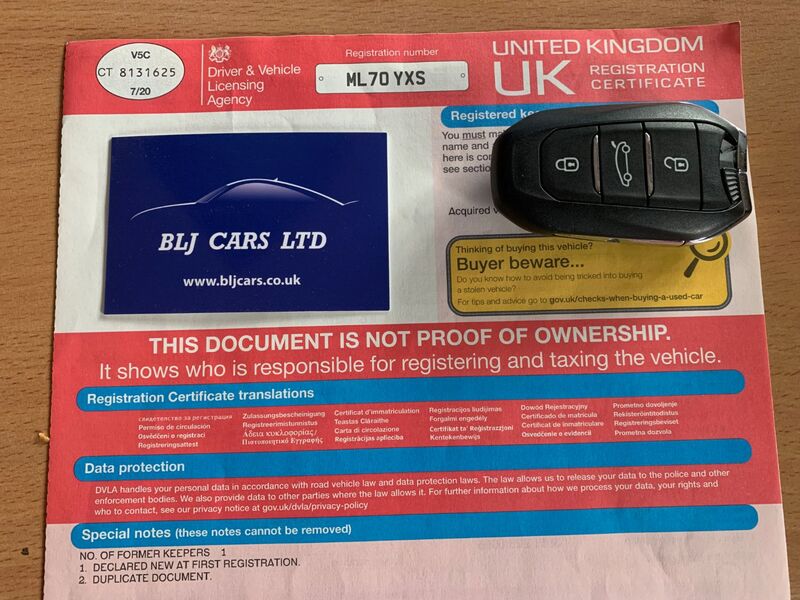 V5C
CT 8131625
7/20
Driver & Vehicle
Licensing
Agency
Registration number
ML70 YXS
UNITED KINGDOM
UK REGISTRATION
CERTIFICATE
Registered
You must
name and
here is
see
Acquired
BLJ CARS LTD
www.bljcars.co.uk
Thinking of buying this vehicle?
Buyer beware...
Do you know how to avoid being tricked into buying
a stolen vehicle?
For tips and advice go to gov.uk/checks-when-buying-a-used-car
THIS DOCUMENT IS NOT PROOF OF OWNERSHIP.
It shows who is responsible for registering and taxing the vehicle.
Registration Certificate translations
свидетелство за регистрация
Permiso de circulación
Osvědčení o registraci
Registreringsattest
Zulassungsbescheinigung
Registreerimistunnistus
Άδεια κυκλοφορίας/
Πιστοποιητικό Εγγραφής
Certificat d'immatriculation
Teastas Cláraithe
Carta di circolazione
Reģistrācijas apliecība
Registracijos liudijimas
Forgalmi engedély
Ċertifikat ta' Reġistrazzjoni
Kentekenbewijs
Dowód Rejestracyjny
Certificado de matrícula
Certificat de înmatriculare
Osvedčenie o evidencii
Prometno dovoljenje
Rekisteröintitodistus
Registreringsbeviset
Prometna dozvola
Data protection
DVLA handles your personal data in accordance with road vehicle law and data protection laws. The law allows us to release your data to the police and other
enforcement bodies. We also provide data to other parties where the law allows it. For further information about how we process your data, your rights and
who to contact, see our privacy notice at gov.uk/dvla/privacy-policy
Special notes (these notes cannot be removed)
NO. OF FORMER KEEPERS 1
1. DECLARED NEW AT FIRST REGISTRATION.
2. DUPLICATE DOCUMENT.